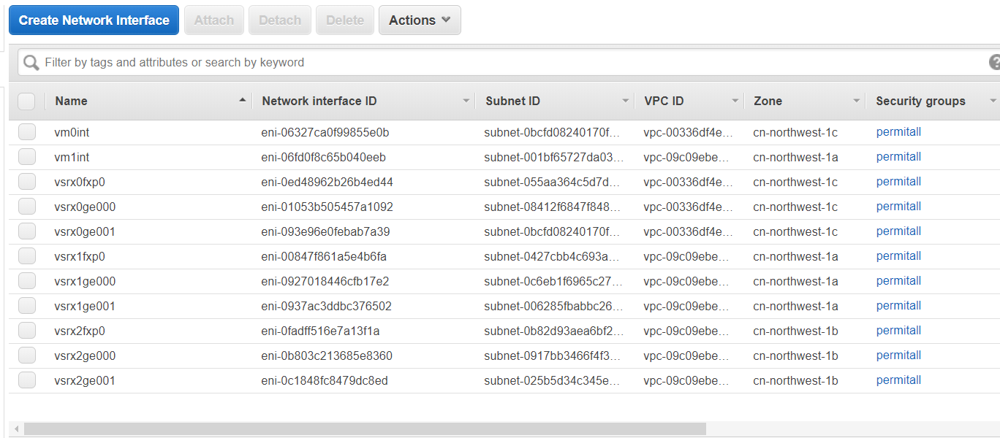 Create Network Interface Attach Detach Delete Actions
Filter by tags and attributes or search by keyword
Name Network interface ID Subnet ID VPC ID Zone Security groups
vm0int eni-06327ca0f99855e0b subnet-0bcfd08240170f... vpc-00336df4e... cn-northwest-1c permitall
vm1int eni-06fd0f8c65b040eeb subnet-001bf65727da03... vpc-09c09ebe... cn-northwest-1a permitall
vsrx0fxp0 eni-0ed48962b26b4ed44 subnet-055aa364c5d7d... vpc-00336df4e... cn-northwest-1c permitall
vsrx0ge000 eni-01053b505457a1092 subnet-08412f6847f848... vpc-00336df4e... cn-northwest-1c permitall
vsrx0ge001 eni-093e96e0febab7a39 subnet-0bcfd08240170f... vpc-00336df4e... cn-northwest-1c permitall
vsrx1fxp0 eni-00847f861a5e4b6fa subnet-0427cbb4c693a... vpc-09c09ebe... cn-northwest-1a permitall
vsrx1ge000 eni-0927018446cfb17e2 subnet-0c6eb1f6965c27... vpc-09c09ebe... cn-northwest-1a permitall
vsrx1ge001 eni-0937ac3ddbc376502 subnet-006285fbabbc26... vpc-09c09ebe... cn-northwest-1a permitall
vsrx2fxp0 eni-0fadff516e7a13f1a subnet-0b82d93aea6bf2... vpc-09c09ebe... cn-northwest-1b permitall
vsrx2ge000 eni-0b803c213685e8360 subnet-0917bb3466f4f3... vpc-09c09ebe... cn-northwest-1b permitall
vsrx2ge001 eni-0c1848fc8479dc8ed subnet-025b5d34c345e... vpc-09c09ebe... cn-northwest-1b permitall